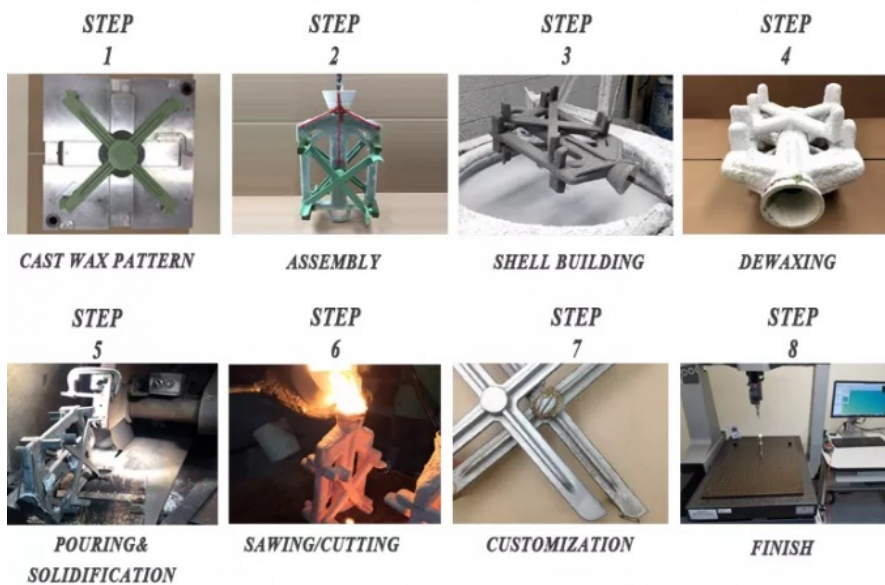 STEP
1
STEP
2
STEP
3
STEP
4
CAST WAX PATTERN
ASSEMBLY
SHELL BUILDING
DEWAXING
STEP
5
STEP
6
STEP
7
STEP
8
POURING&
SOLIDIFICATION
SAWING/CUTTING
CUSTOMIZATION
FINISH